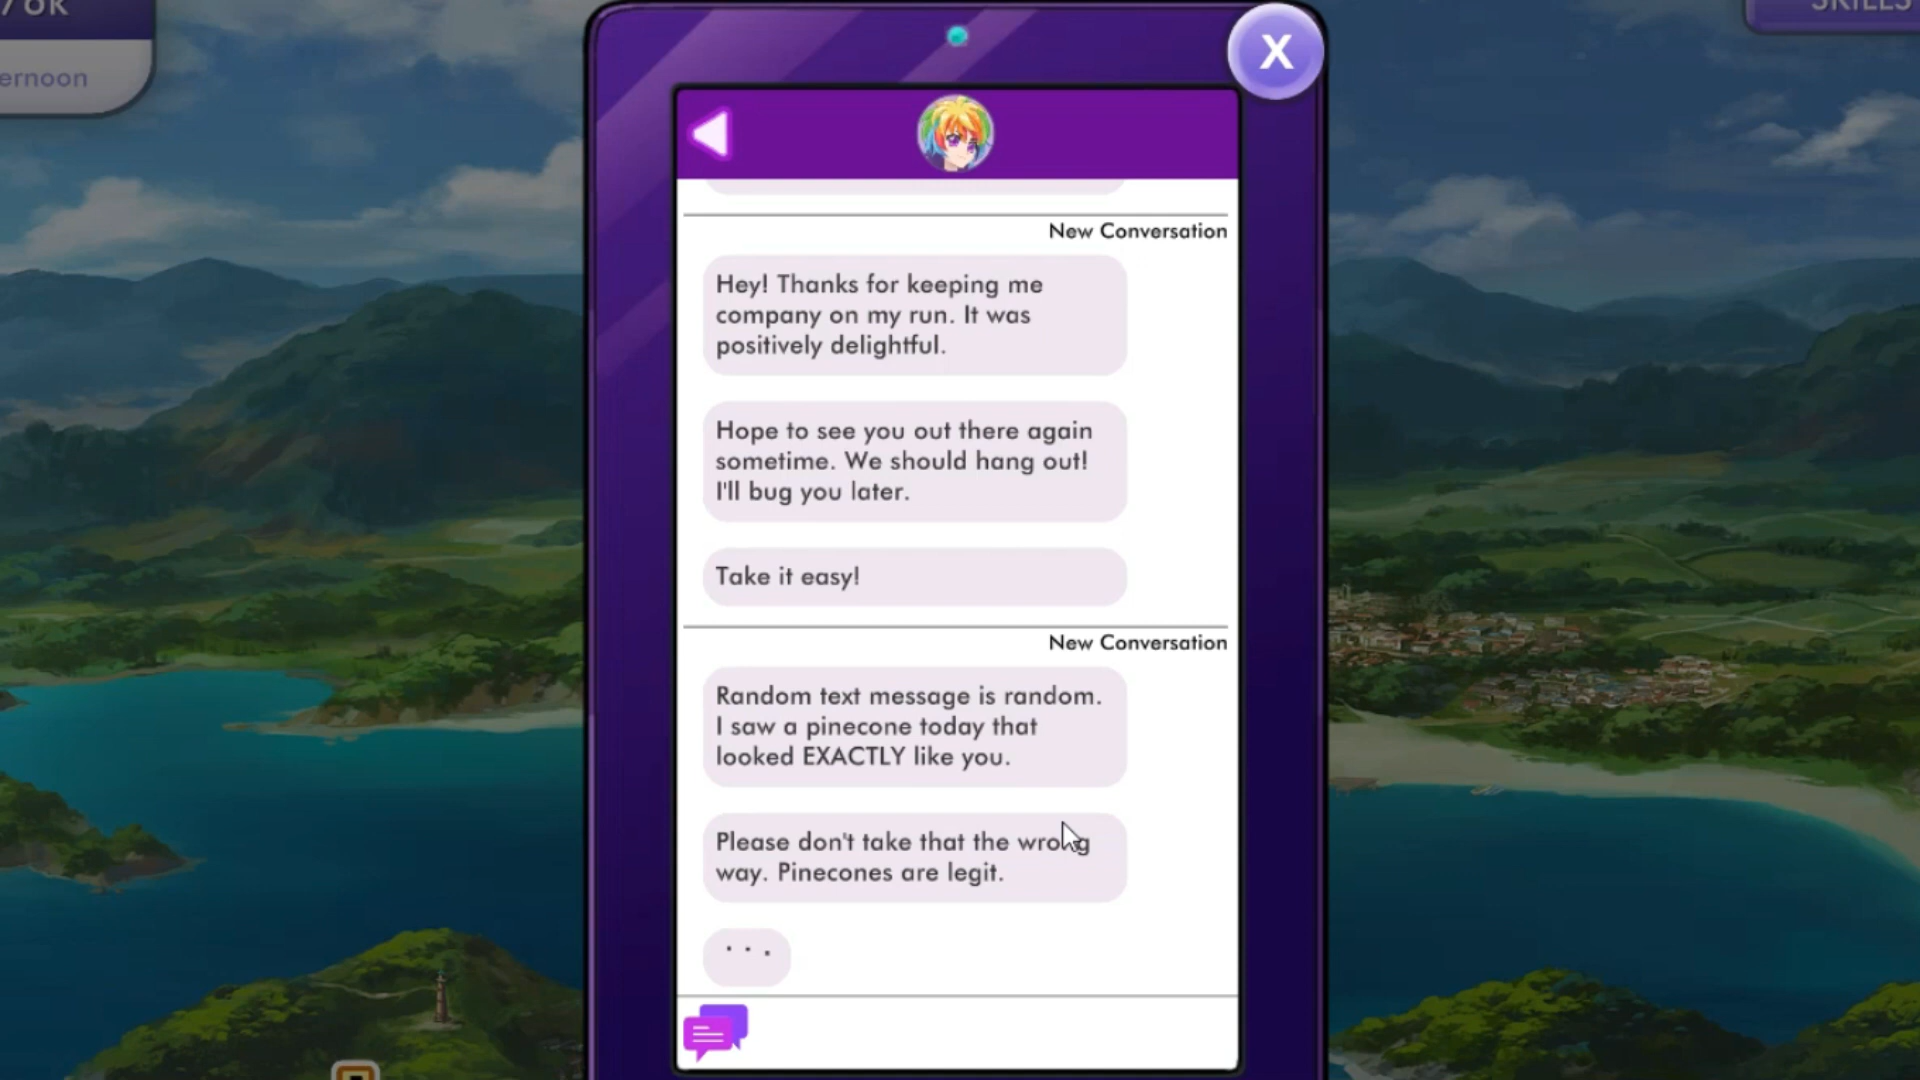 / OK
SKILLS
ernoon
X
New Conversation
Hey! Thanks for keeping me
company on my run. It was
positively delightful.
Hope to see you out there again
sometime. We should hang out!
I'll bug you later.
Take it easy!
New Conversation
Random text message is random.
I saw a pinecone today that
looked EXACTLY like you.
Please don't take that the wrong
way. Pinecones are legit.
...